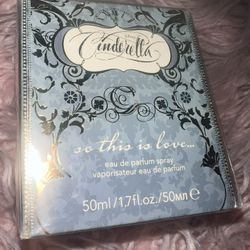 Cinderella
so this is love...
eau de parfum spray
vaporisateur eau de parfum
50ml/1.7fl.oz./50мл e